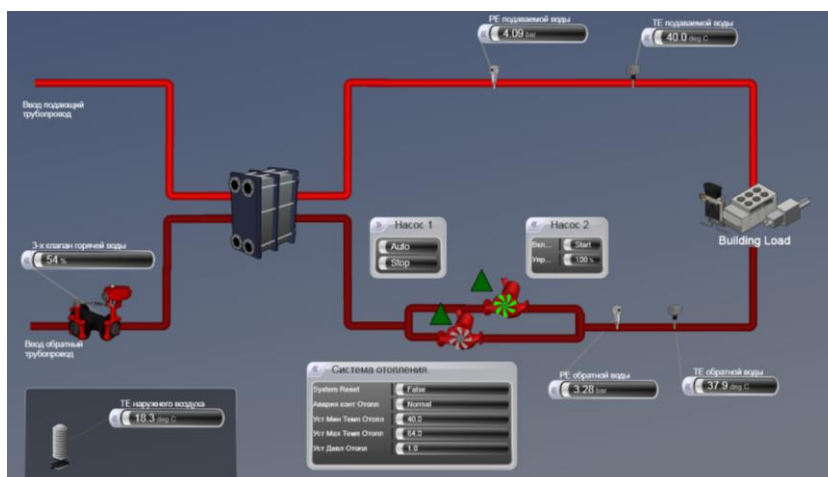 PE подаваемой воды
4.09 bar
TE подаваемой воды
40.0 deg C
Ввод подающий
трубопровод
3-х клапан горячей воды
54 %
Ввод обратный
трубопровод
Насос 1
Auto
Stop
Насос 2
Вкл... Start
Упр... 100 %
Building Load
PE обратной воды
3.28 bar
TE обратной воды
37.9 deg C
Система отопления
System Reset False
Авария конт Отопл Normal
Уст Мин Темп Отопл 40.0
Уст Мах Темп Отопл 64.0
Уст Давл Отопл 1.0
TE наружного воздуха
18.3 deg C